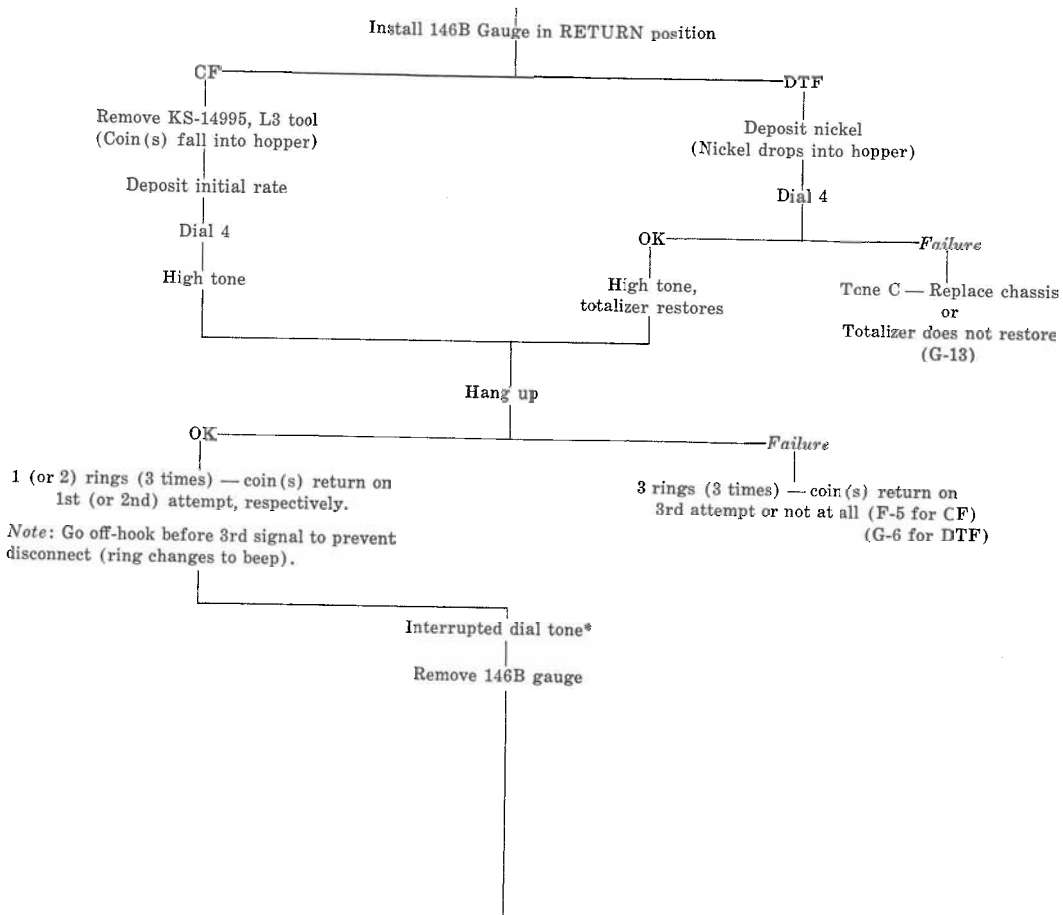 Install 146B Gauge in RETURN position
CF
DTF
Remove KS-14995, L3 tool
(Coin(s) fall into hopper)
Deposit nickel
(Nickel drops into hopper)
Deposit initial rate
Dial 4
Dial 4
OK
Failure
High tone
High tone,
totalizer restores
Tone C — Replace chassis
or
Totalizer does not restore
(G-13)
Hang up
OK
Failure
1 (or 2) rings (3 times) — coin(s) return on
1st (or 2nd) attempt, respectively.
3 rings (3 times) — coin(s) return on
3rd attempt or not at all (F-5 for CF)
(G-6 for DTF)
Note: Go off-hook before 3rd signal to prevent
disconnect (ring changes to beep).
Interrupted dial tone*
Remove 146B gauge